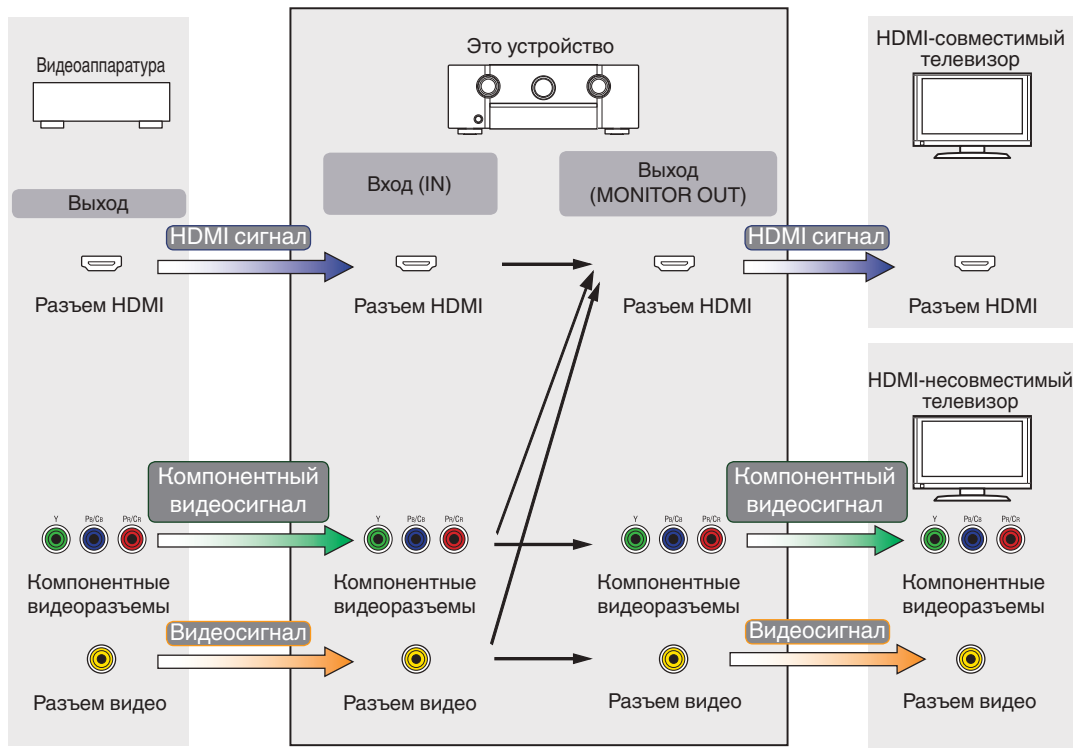 Видеоаппаратура
Это устройство
HDMI-совместимый
телевизор
Выход
Вход (IN)
Выход
(MONITOR OUT)
HDMI сигнал
HDMI сигнал
Разъем HDMI
Разъем HDMI
Разъем HDMI
Разъем HDMI
HDMI-несовместимый
телевизор
Компонентный
видеосигнал
Компонентный
видеосигнал
Y PB/CB PR/CR
Y PB/CB PR/CR
Y PB/CB PR/CR
Y PB/CB PR/CR
Компонентные
видеоразъемы
Компонентные
видеоразъемы
Компонентные
видеоразъемы
Компонентные
видеоразъемы
Видеосигнал
Видеосигнал
Разъем видео
Разъем видео
Разъем видео
Разъем видео